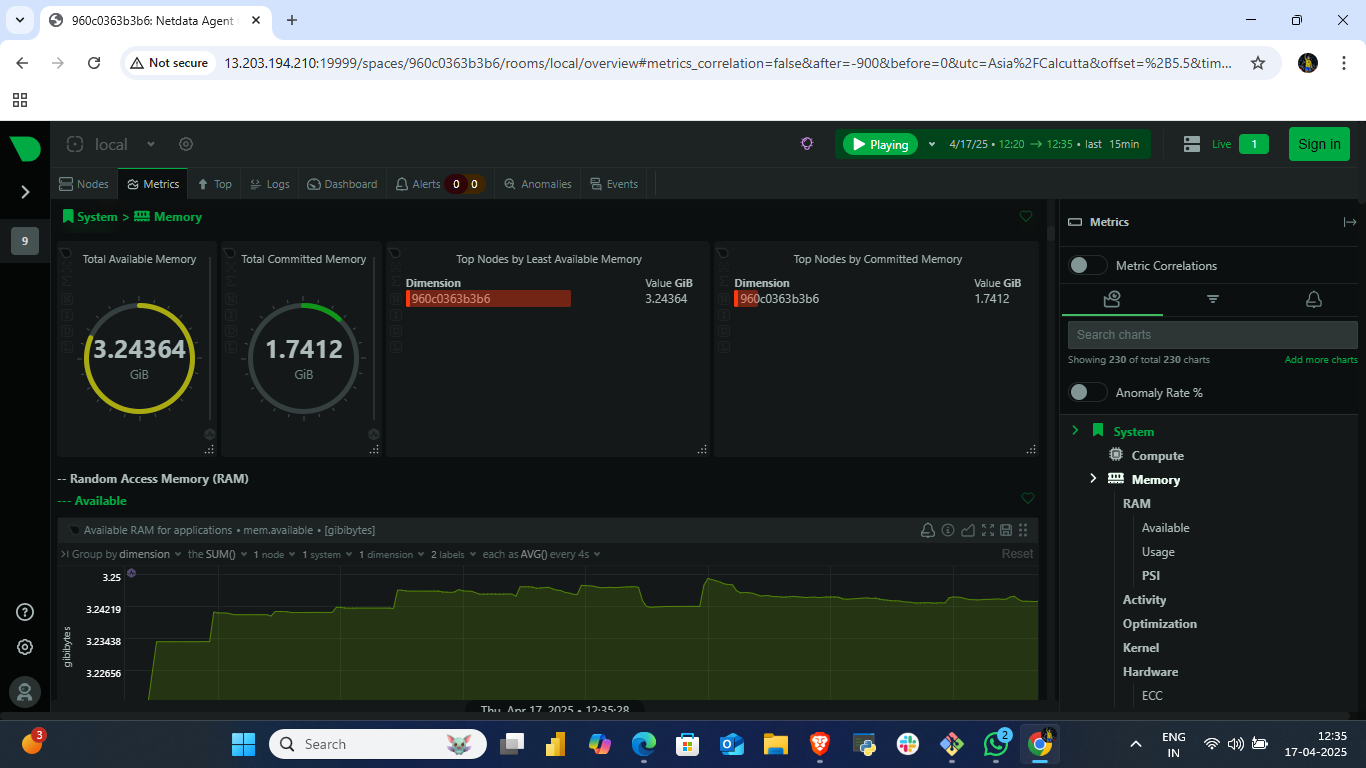 960c0363b3b6: Netdata Agent
Not secure
13.203.194.210:19999/spaces/960c0363b3b6/rooms/local/overview#metrics_correlation=false&after=-900&before=0&utc=Asia%2FCalcutta&offset=%2B5.5&tim...
local
Playing
4/17/25 • 12:20 → 12:35 • last 15min
Live 1
Sign in
Nodes Metrics Top Logs Dashboard Alerts 0 0 Anomalies Events
9
System > Memory
Total Available Memory
3.24364
GiB
Total Committed Memory
1.7412
GiB
Top Nodes by Least Available Memory
Dimension Value GiB
960c0363b3b6 3.24364
Top Nodes by Committed Memory
Dimension Value GiB
960c0363b3b6 1.7412
-- Random Access Memory (RAM)
--- Available
Available RAM for applications • mem.available • [gibibytes]
Group by dimension the SUM() 1 node 1 system 1 dimension 2 labels each as AVG() every 4s Reset
gibibytes
3.25
3.24219
3.23438
3.22656
Thu, Apr 17, 2025 • 12:35:28
Metrics
Metric Correlations
Search charts
Showing 230 of total 230 charts Add more charts
Anomaly Rate %
System
Compute
Memory
RAM
Available
Usage
PSI
Activity
Optimization
Kernel
Hardware
ECC
3
Search
2
ENG
IN
12:35
17-04-2025